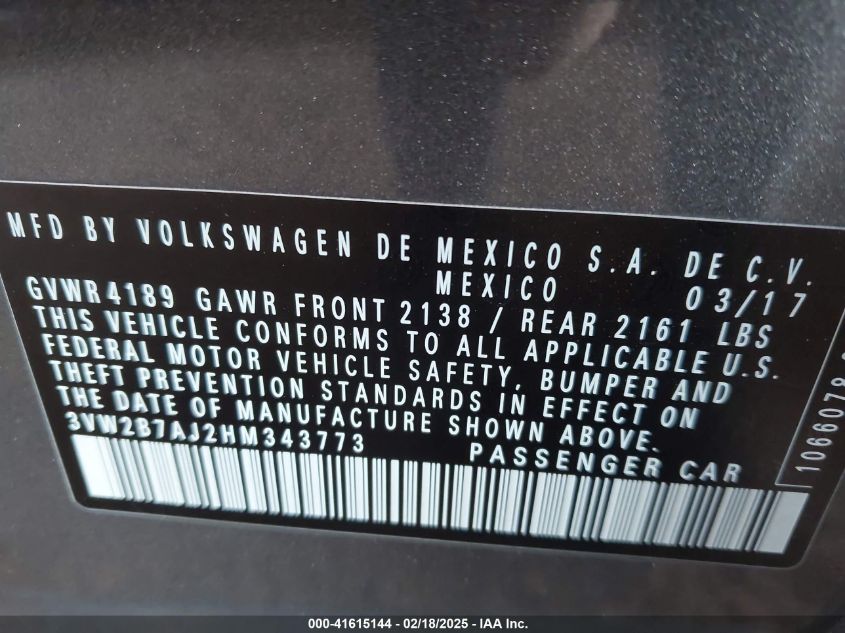 MFD BY VOLKSWAGEN DE MEXICO S.A. DE C.V.
MEXICO 03/17
GVWR4189 GAWR FRONT 2138 / REAR 2161 LBS
THIS VEHICLE CONFORMS TO ALL APPLICABLE U.S.
FEDERAL MOTOR VEHICLE SAFETY, BUMPER AND
THEFT PREVENTION STANDARDS IN EFFECT ON
THE DATE OF MANUFACTURE SHOWN ABOVE.
3VW2B7AJ2HM343773 PASSENGER CAR
1066078
000-41615144 - 02/18/2025 - IAA Inc.